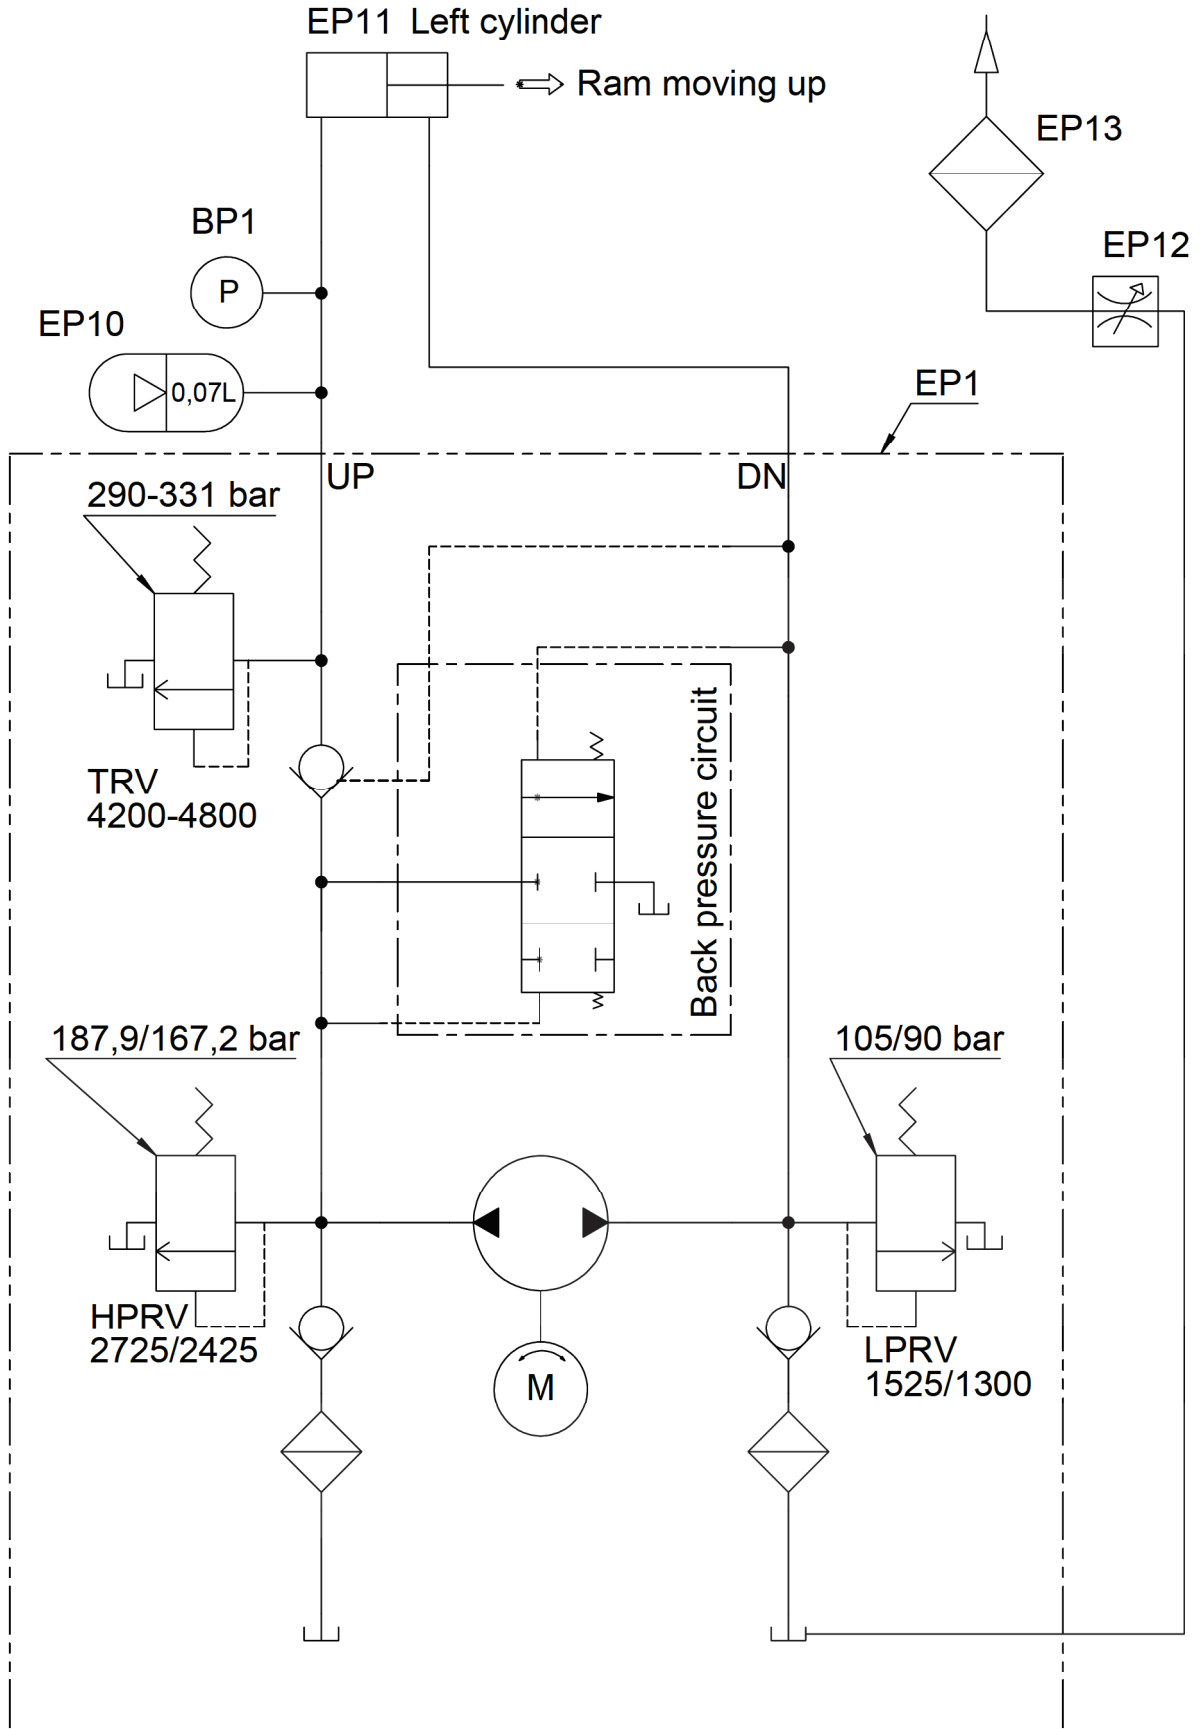 EP11 Left cylinder
Ram moving up
EP13
BP1
P
EP12
EP10
0,07L
EP1
UP
DN
290-331 bar
TRV
4200-4800
Back pressure circuit
187,9/167,2 bar
105/90 bar
HPRV
2725/2425
LPRV
1525/1300
M